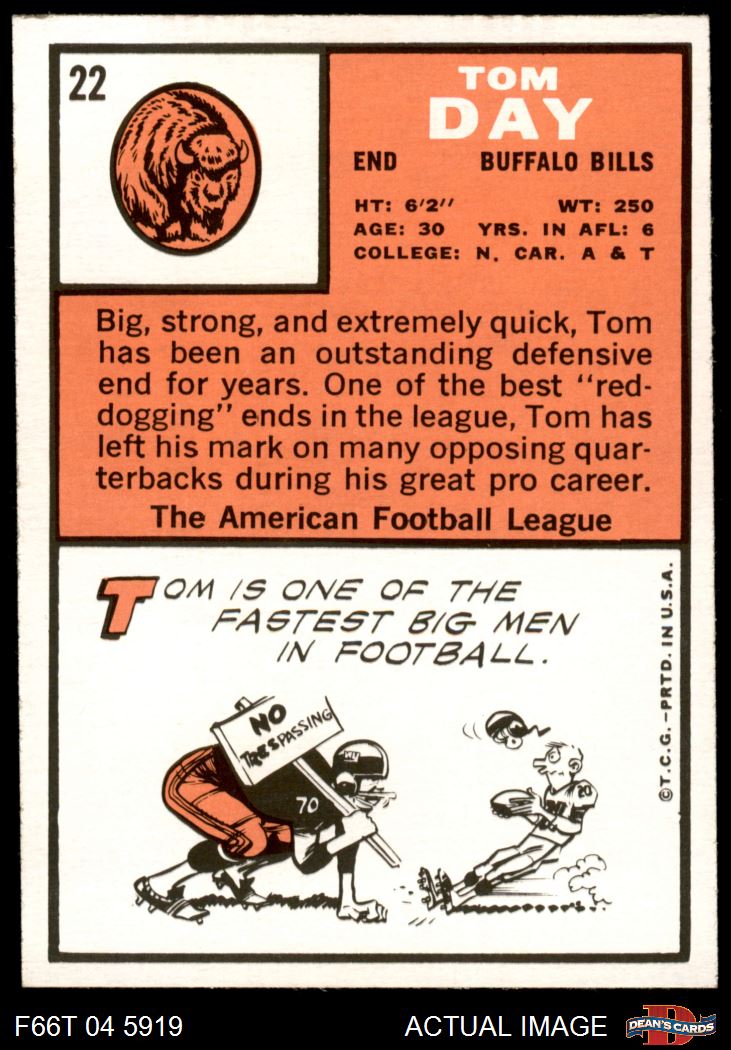 22
TOM
DAY
END BUFFALO BILLS
HT: 6'2" WT: 250
AGE: 30 YRS. IN AFL: 6
COLLEGE: N. CAR. A & T
Big, strong, and extremely quick, Tom
has been an outstanding defensive
end for years. One of the best "red-
dogging" ends in the league, Tom has
left his mark on many opposing quar-
terbacks during his great pro career.
The American Football League
TOM IS ONE OF THE
FASTEST BIG MEN
IN FOOTBALL.
NO
TRESPASSING
70
20
© T.C.G. –PRTD. IN U.S.A.
F66T 04 5919 ACTUAL IMAGE DEAN'S CARDS